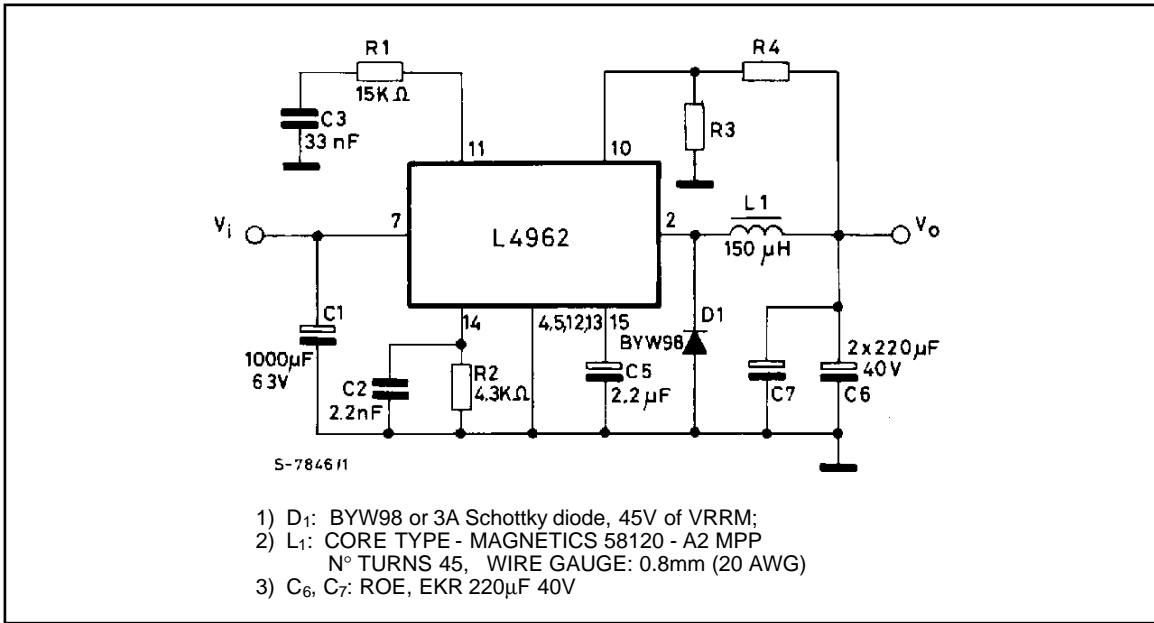 R1
15KΩ
C3
33 nF
R4
R3
11
10
Vi
7
L4962
2
L1
150 µH
Vo
C1
1000µF
63V
14
4,5,12,13
15
C2
2.2nF
R2
4.3KΩ
C5
2.2 µF
D1
BYW98
C7
2x220µF
40V
C6
S-7846/1
1) D1: BYW98 or 3A Schottky diode, 45V of VRRM;
2) L1: CORE TYPE - MAGNETICS 58120 - A2 MPP
N° TURNS 45, WIRE GAUGE: 0.8mm (20 AWG)
3) C6, C7: ROE, EKR 220µF 40V